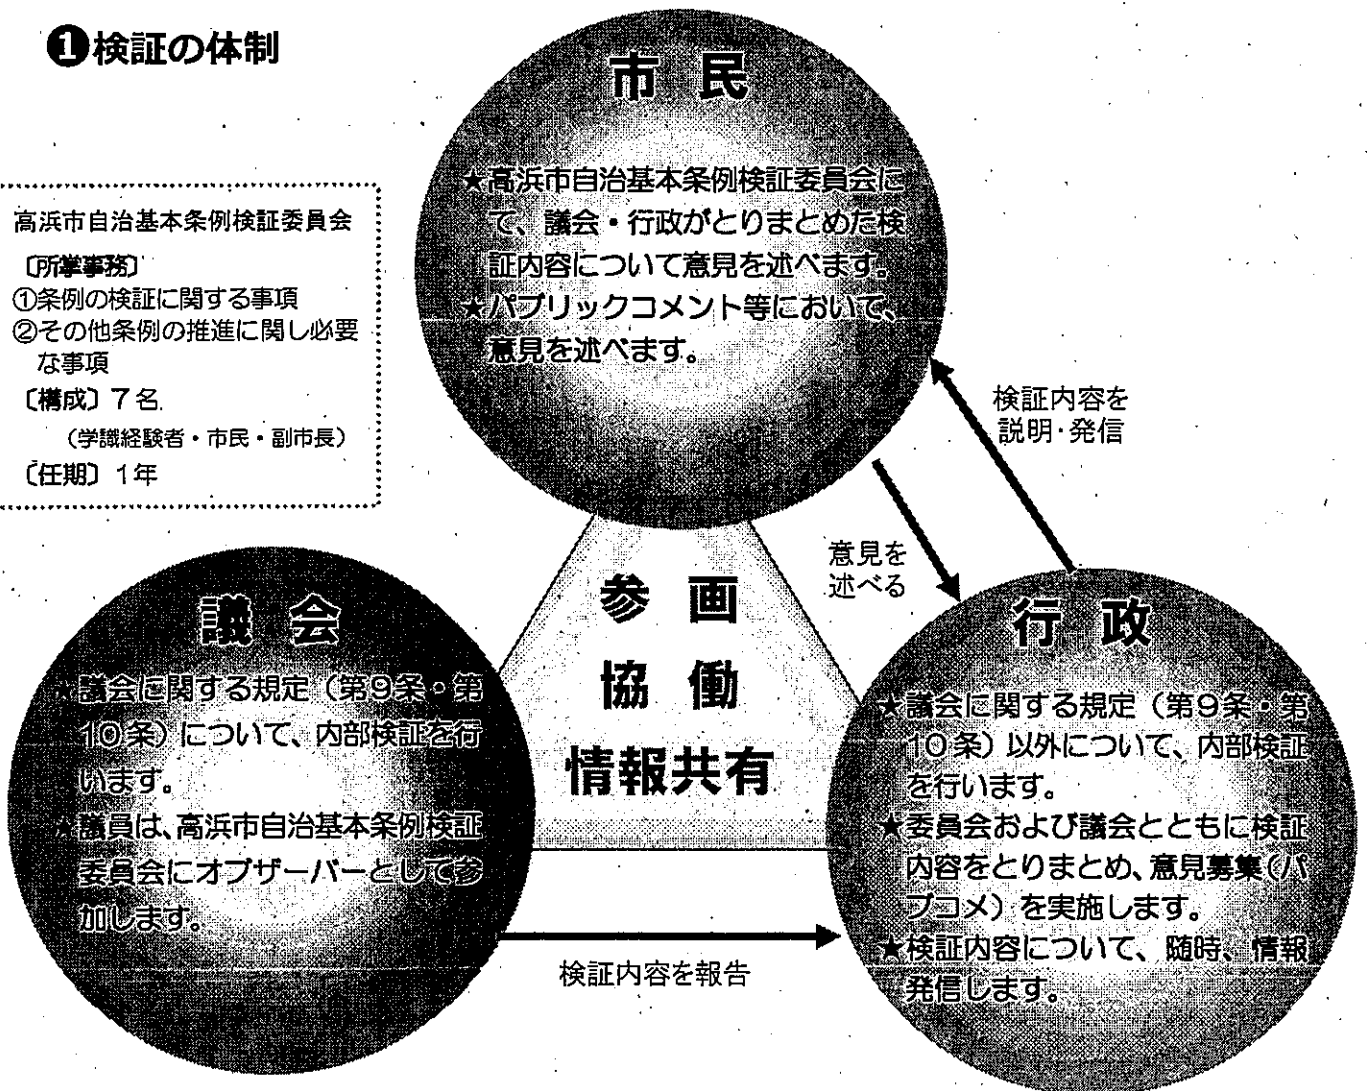 ❶検証の体制
高浜市自治基本条例検証委員会
〔所掌事務〕
①条例の検証に関する事項
②その他条例の推進に関し必要
な事項
〔構成〕7名
(学識経験者・市民・副市長)
〔任期〕1年
市民
★高浜市自治基本条例検証委員会に
て、議会・行政がとりまとめた検
証内容について意見を述べます。
★パブリックコメント等において、
意見を述べます。
検証内容を
説明・発信
意見を
述べる
参画
協働
情報共有
議会
★議会に関する規定(第9条・第
10条)について、内部検証を行
います。
★議員は、高浜市自治基本条例検証
委員会にオブザーバーとして参
加します。
検証内容を報告
行政
★議会に関する規定(第9条・第
10条)以外について、内部検証
を行います。
★委員会および議会とともに検証
内容をとりまとめ、意見募集(パ
ブコメ)を実施します。
★検証内容について、随時、情報
発信します。